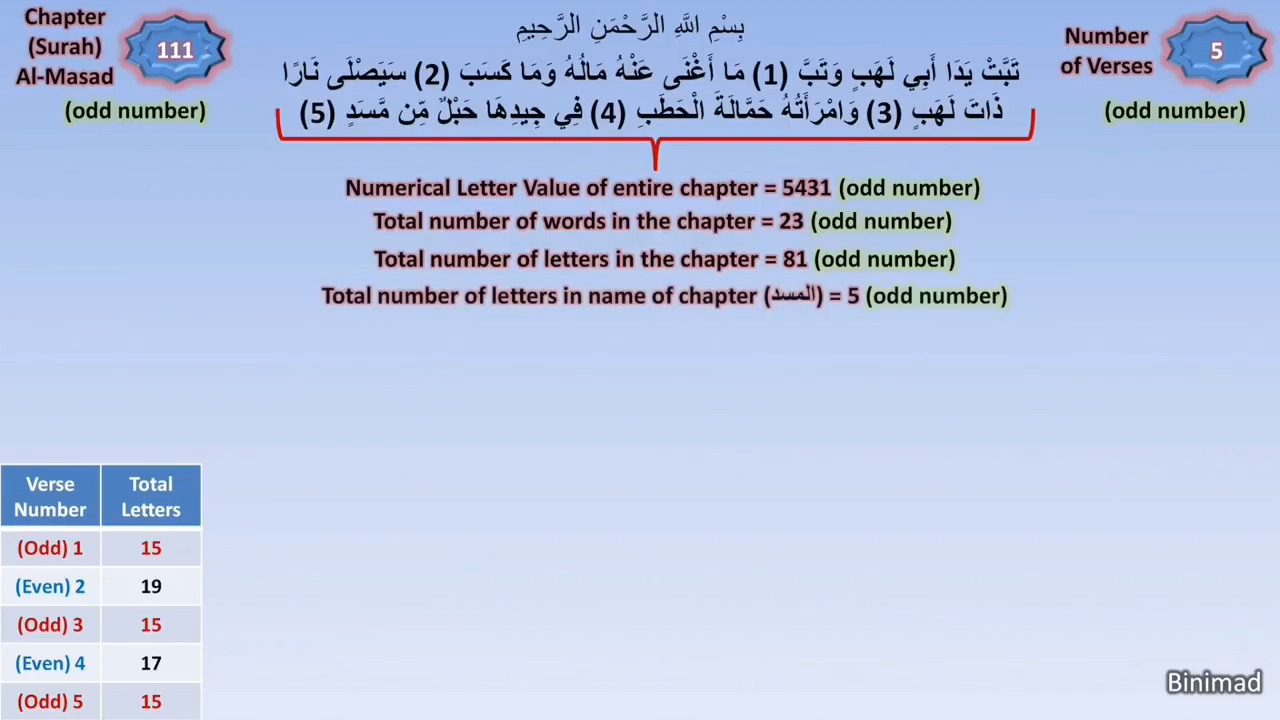 Chapter
(Surah)
Al-Masad
111
(odd number)
بِسْمِ اللَّهِ الرَّحْمَنِ الرَّحِيمِ
تَبَّتْ يَدَا أَبِي لَهَبٍ وَتَبَّ (1) مَا أَغْنَى عَنْهُ مَالُهُ وَمَا كَسَبَ (2) سَيَصْلَى نَارًا
ذَاتَ لَهَبٍ (3) وَامْرَأَتُهُ حَمَّالَةَ الْحَطَبِ (4) فِي جِيدِهَا حَبْلٌ مِّن مَّسَدٍ (5)
Number
of Verses
5
(odd number)
Numerical Letter Value of entire chapter = 5431 (odd number)
Total number of words in the chapter = 23 (odd number)
Total number of letters in the chapter = 81 (odd number)
Total number of letters in name of chapter (المسد) = 5 (odd number)
Verse Number Total Letters
(Odd) 1 15
(Even) 2 19
(Odd) 3 15
(Even) 4 17
(Odd) 5 15
Binimad